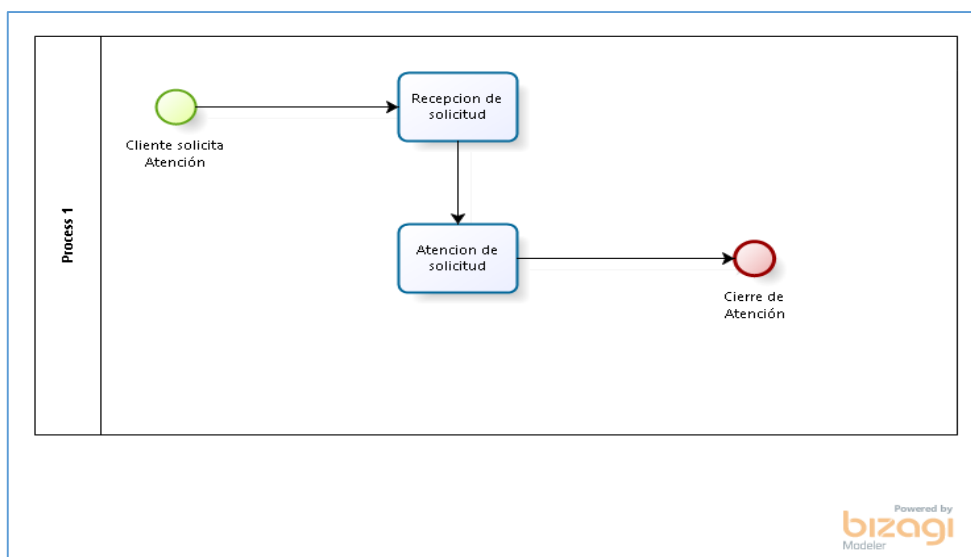 Process 1
Cliente solicita
Atención
Recepcion de
solicitud
Atencion de
solicitud
Cierre de
Atención
Powered by
bizagi
Modeler